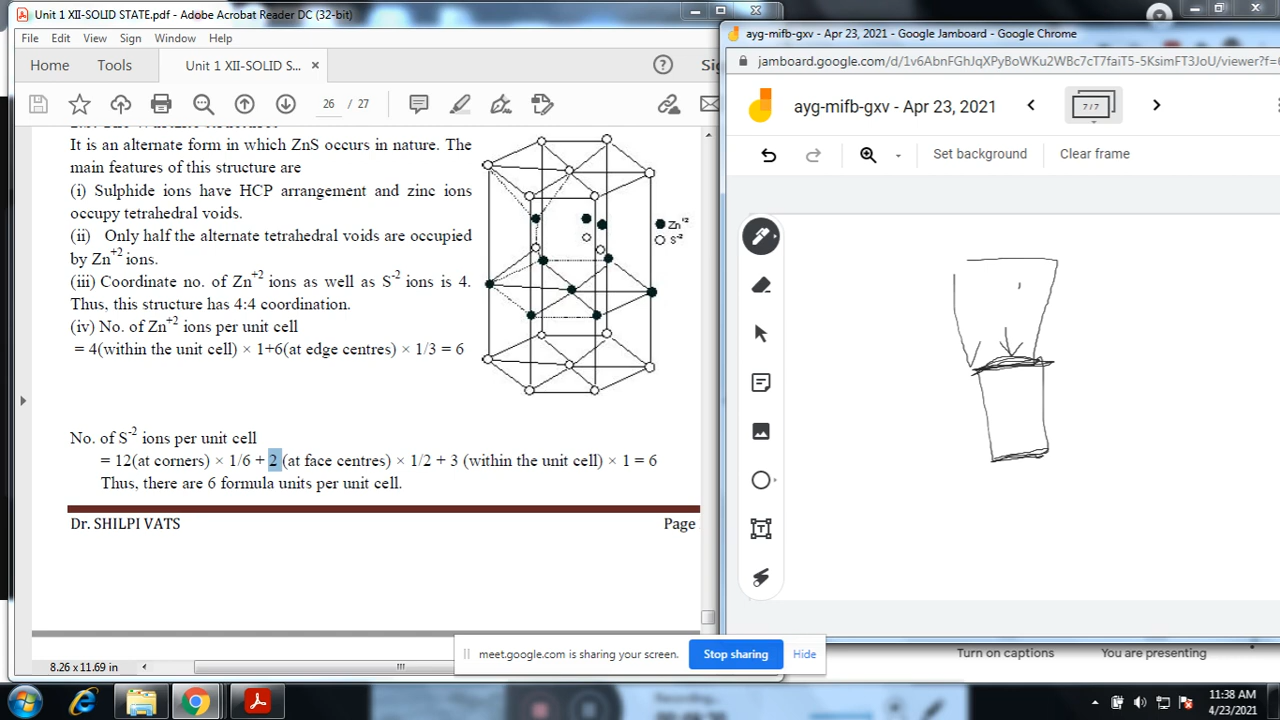 Unit 1 XII-SOLID STATE.pdf - Adobe Acrobat Reader DC (32-bit)
File Edit View Sign Window Help
Home Tools Unit 1 XII-SOLID S... ×
26 / 27
It is an alternate form in which ZnS occurs in nature. The
main features of this structure are
(i) Sulphide ions have HCP arrangement and zinc ions
occupy tetrahedral voids.
(ii) Only half the alternate tetrahedral voids are occupied
by Zn+2 ions.
(iii) Coordinate no. of Zn+2 ions as well as S-2 ions is 4.
Thus, this structure has 4:4 coordination.
(iv) No. of Zn+2 ions per unit cell
= 4(within the unit cell) × 1+6(at edge centres) × 1/3 = 6
Zn+2
S-2
No. of S-2 ions per unit cell
= 12(at corners) × 1/6 + 2 (at face centres) × 1/2 + 3 (within the unit cell) × 1 = 6
Thus, there are 6 formula units per unit cell.
Dr. SHILPI VATS Page
8.26 x 11.69 in
ayg-mifb-gxv - Apr 23, 2021 - Google Jamboard - Google Chrome
jamboard.google.com/d/1v6AbnFGhJqXPyBoWKu2WBc7cT7faiT5-5KsimFT3JoU/viewer?f=6
ayg-mifb-gxv - Apr 23, 2021
7 / 7
Set background Clear frame
meet.google.com is sharing your screen. Stop sharing Hide
Turn on captions You are presenting
Recording...
11:38 AM
4/23/2021